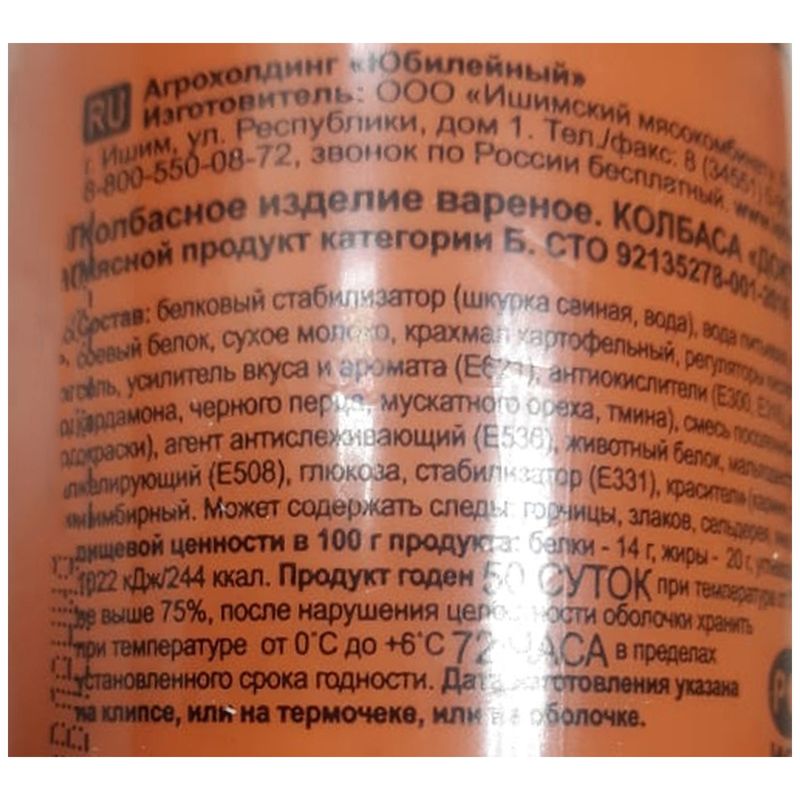 RU
Агрохолдинг «Юбилейный»
Изготовитель: ООО «Ишимский мясокомбинат»
г. Ишим, ул. Республики, дом 1. Тел./факс: 8 (34551)
8-800-550-08-72, звонок по России бесплатный.
Колбасное изделие вареное. КОЛБАСА
Мясной продукт категории Б. СТО 92135278-001
Состав: белковый стабилизатор (шкурка свиная, вода), вода
соевый белок, сухое молоко, крахмал картофельный, регуляторы
соль, усилитель вкуса и аромата (Е621), антиокислители (Е300,
кардамона, черного перца, мускатного ореха, тмина), смесь
агент антислеживающий (Е536), животный белок,
(Е508), глюкоза, стабилизатор (Е331), краситель
имбирный. Может содержать следы: горчицы, злаков, сельдерея,
пищевой ценности в 100 г продукта: белки - 14 г, жиры - 20 г,
1022 кДж/244 ккал. Продукт годен 50 СУТОК при температуре от
не выше 75%, после нарушения целостности оболочки хранить
при температуре от 0°С до +6°С 72 ЧАСА в пределах
установленного срока годности. Дата изготовления указана
на клипсе, или на термочеке, или на оболочке.